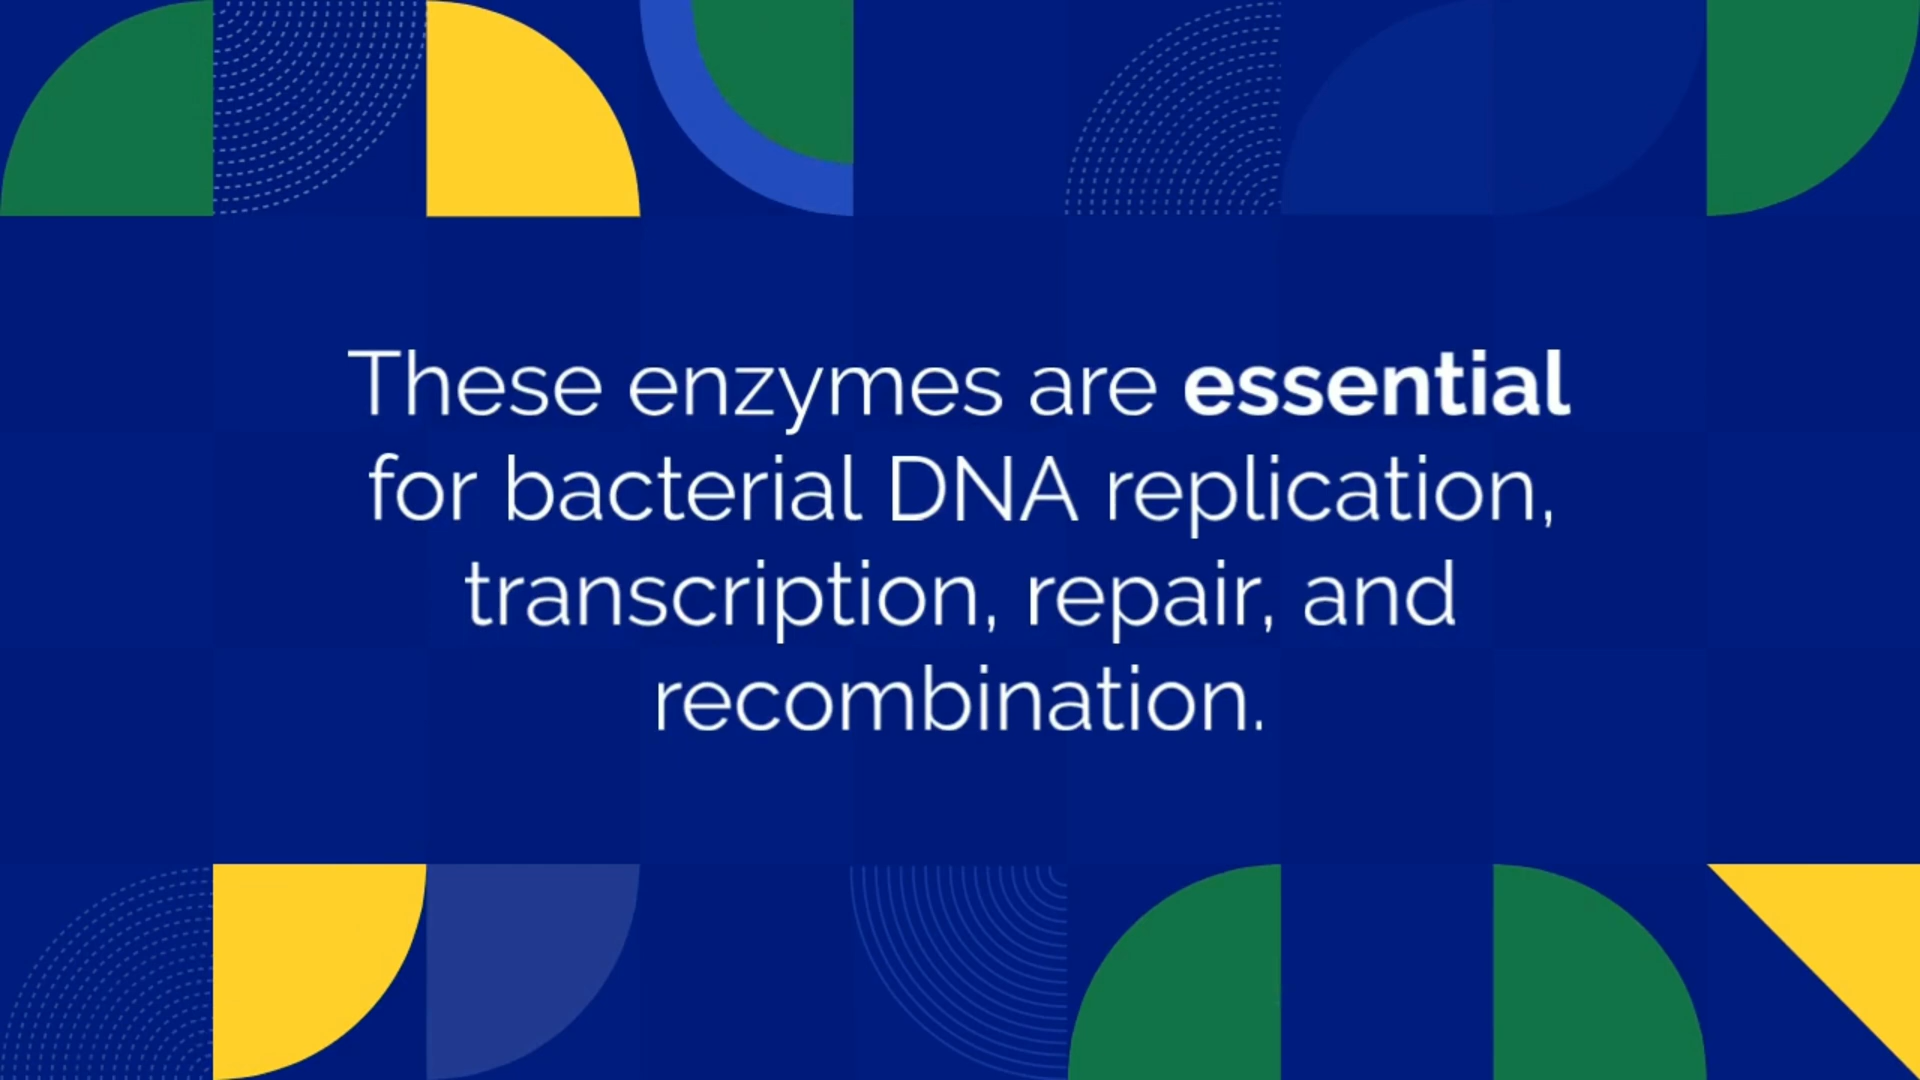 These enzymes are essential
for bacterial DNA replication,
transcription, repair, and
recombination.